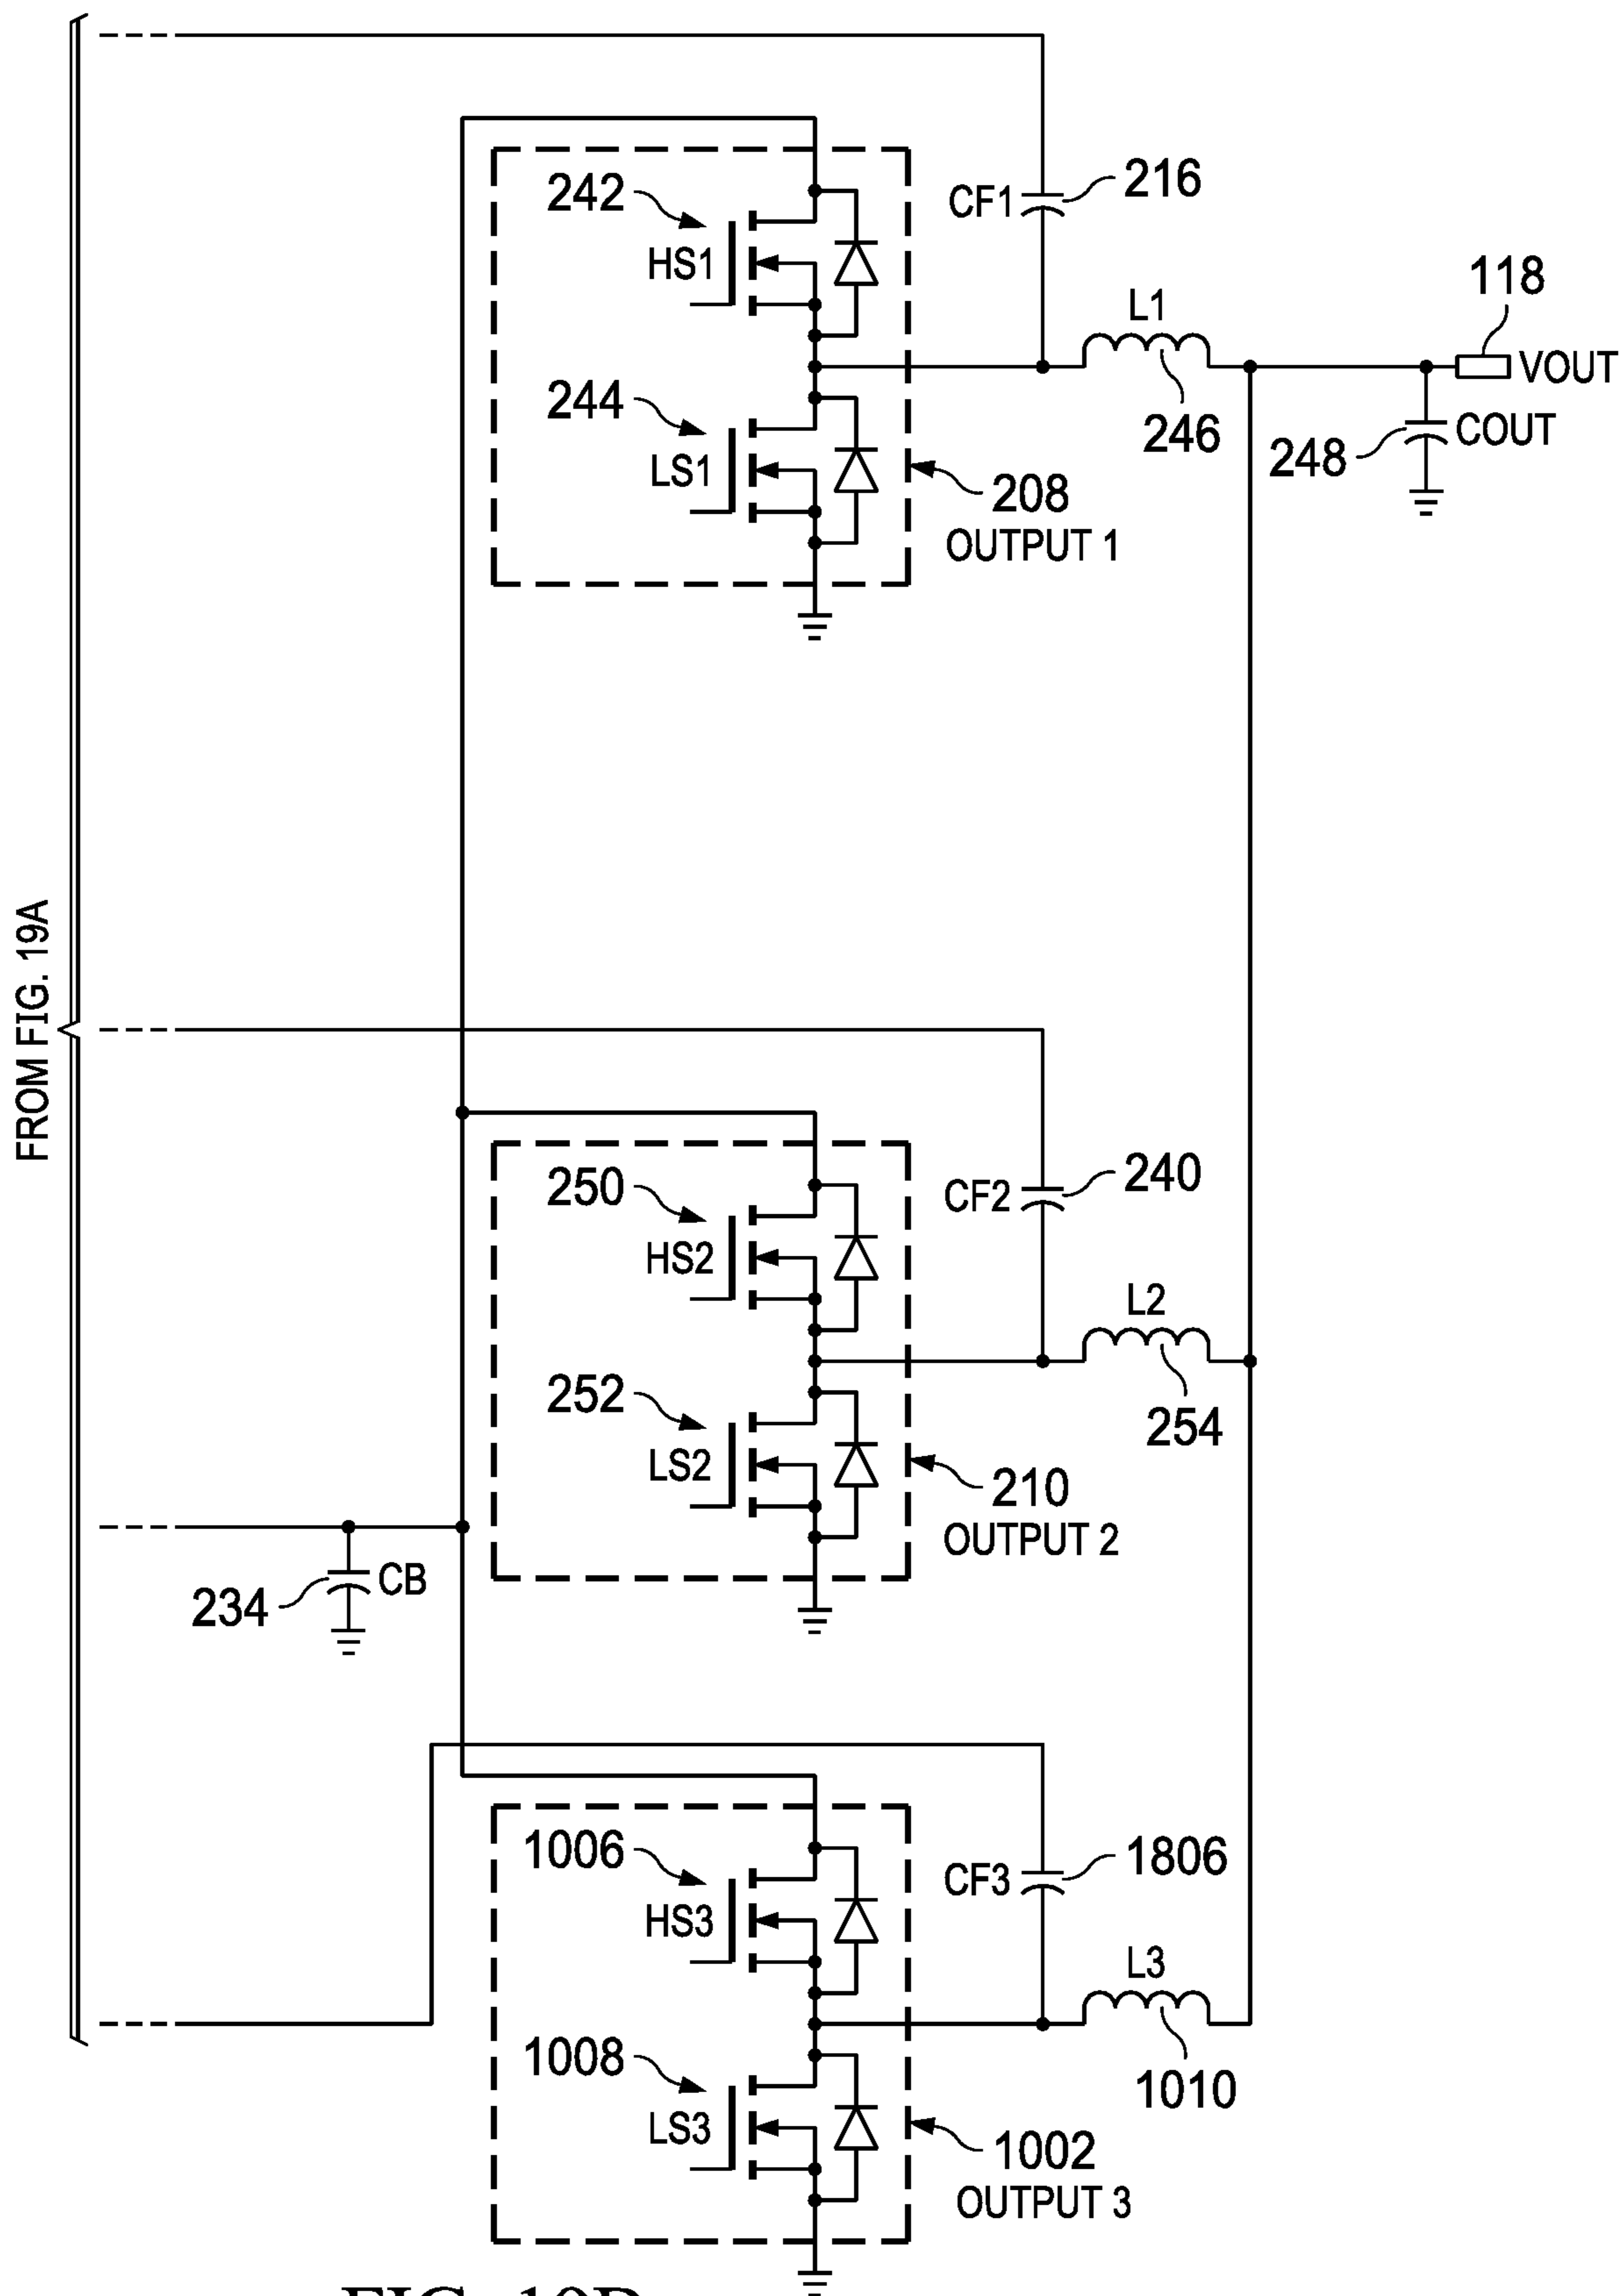 FROM FIG. 19A
242
HS1
244
LS1
CF1
216
L1
246
118
VOUT
248
COUT
208
OUTPUT 1
250
HS2
252
LS2
CF2
240
L2
254
210
OUTPUT 2
234
CB
1006
HS3
1008
LS3
CF3
1806
L3
1010
1002
OUTPUT 3